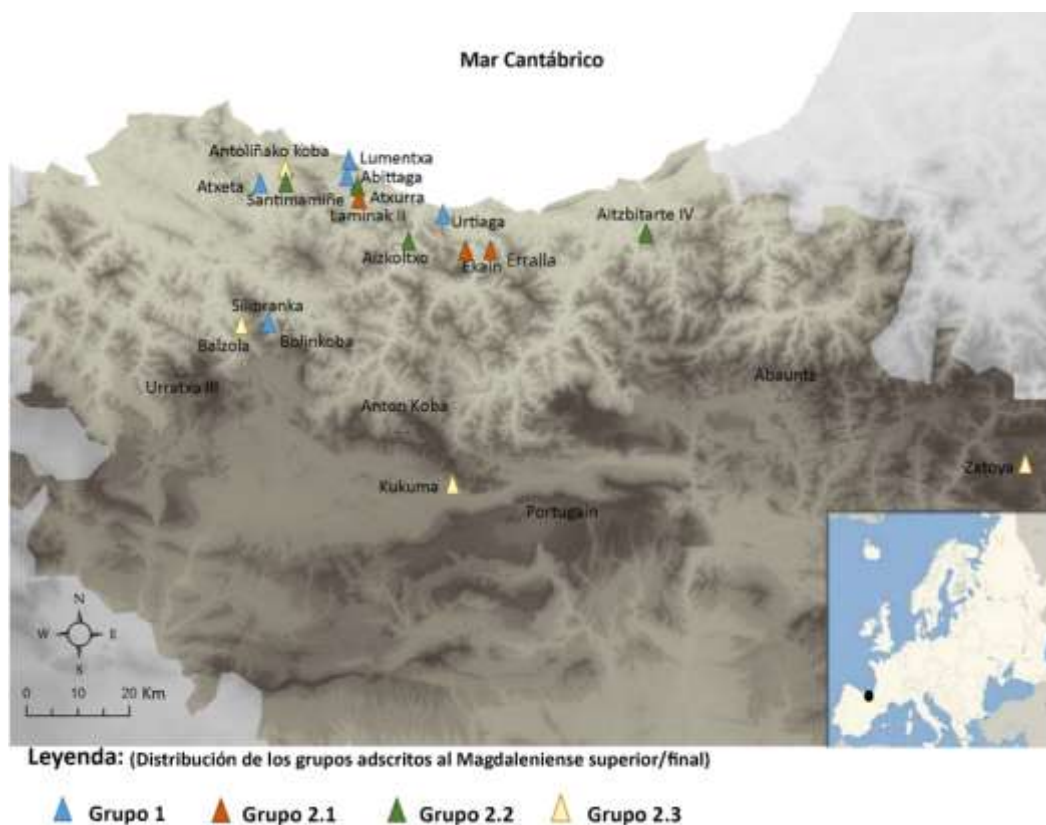 Mar Cantábrico
Antoliñako koba
Lumentxa
Abittaga
Atxeta
Santimamiñe
Atxurra
Laminak II
Urtiaga
Aitzbitarte IV
Aizkoltxo
Ekain
Erralla
Silibranka
Balzola
Bolinkoba
Urratxa III
Abauntz
Anton Koba
Kukuma
Zatoya
Portugain
N
W
E
S
0 10 20 Km
Leyenda: (Distribución de los grupos adscritos al Magdaleniense superior/final)
Grupo 1 Grupo 2.1 Grupo 2.2 Grupo 2.3